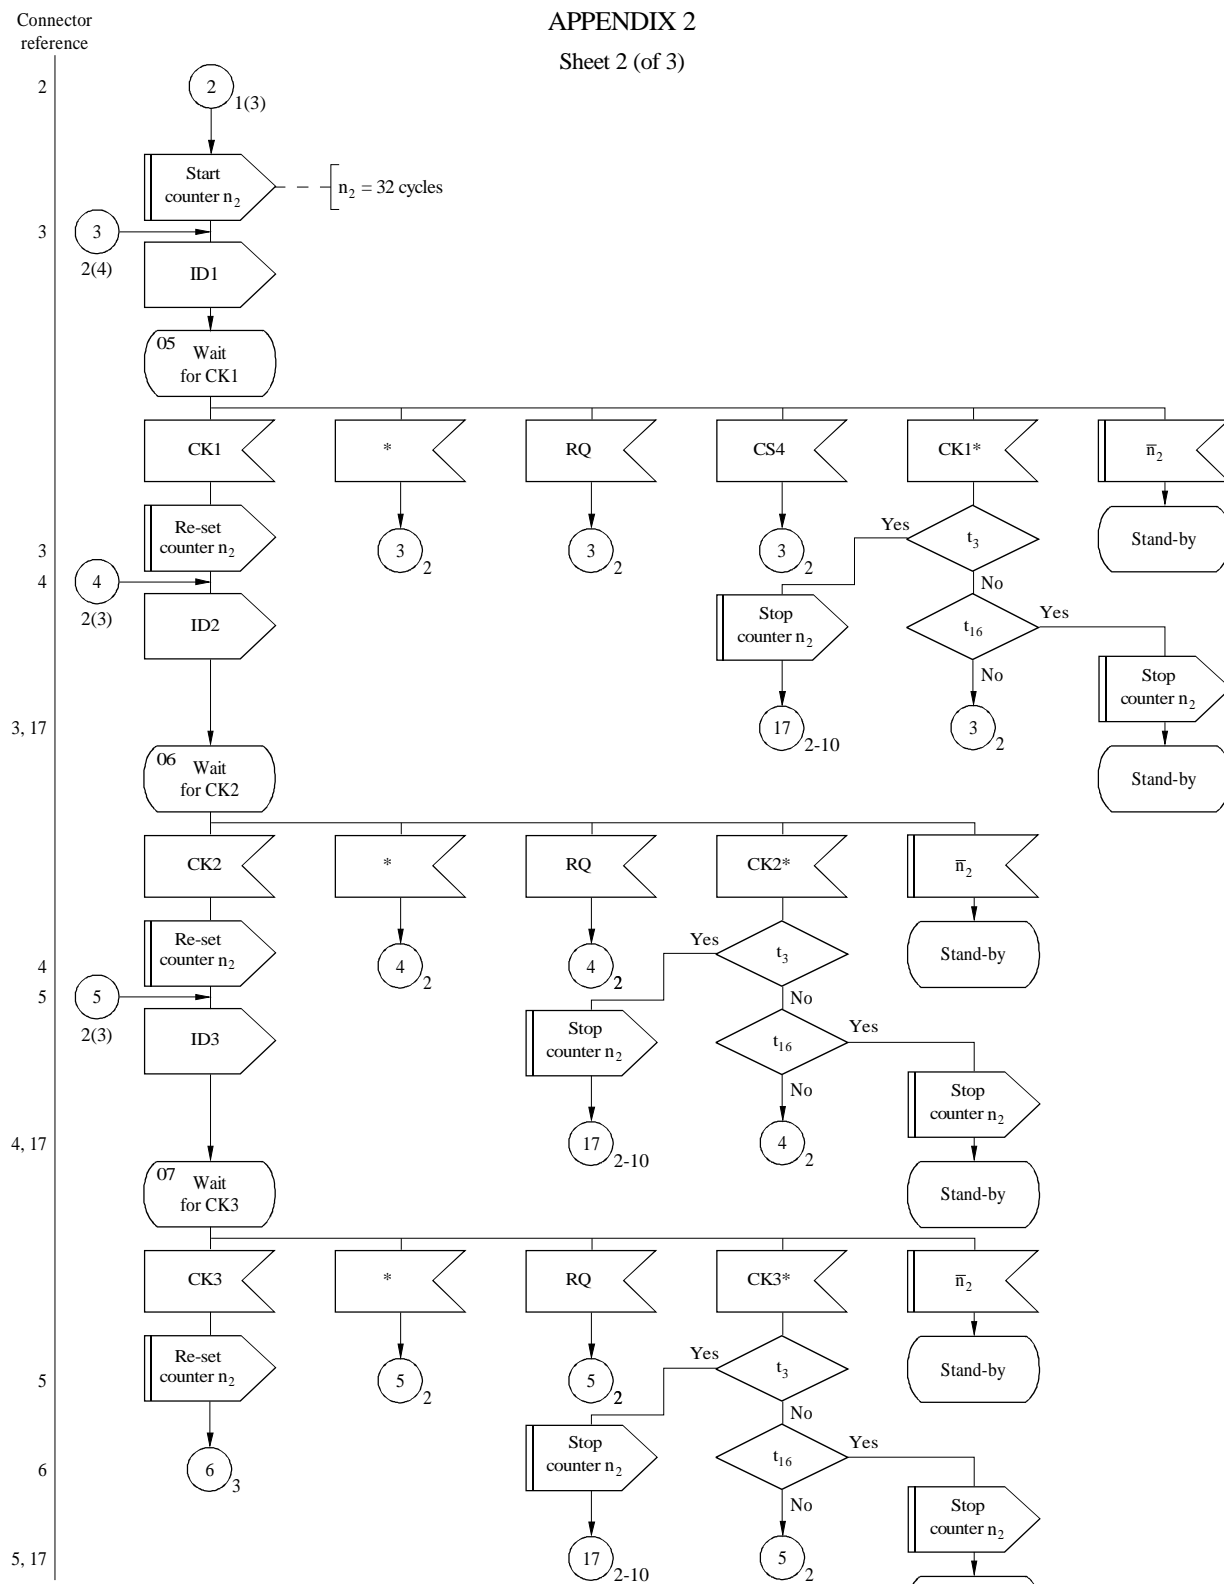 Connector
reference
APPENDIX 2
Sheet 2 (of 3)
2
2
1(3)
Start
counter n2
n2 = 32 cycles
3
3
2(4)
ID1
05
Wait
for CK1
CK1
*
RQ
CS4
CK1*
n̅2
Re-set
counter n2
3
2
3
2
3
2
Yes
t3
No
Stand-by
3
4
4
2(3)
ID2
Stop
counter n2
t16
Yes
No
Stop
counter n2
3, 17
17
2-10
3
2
Stand-by
06
Wait
for CK2
CK2
*
RQ
CK2*
n̅2
Re-set
counter n2
4
2
4
2
Yes
t3
No
Stand-by
4
5
5
2(3)
ID3
Stop
counter n2
t16
Yes
No
Stop
counter n2
4, 17
17
2-10
4
2
Stand-by
07
Wait
for CK3
CK3
*
RQ
CK3*
n̅2
Re-set
counter n2
5
2
5
2
Yes
t3
No
Stand-by
5
6
6
3
Stop
counter n2
t16
Yes
No
Stop
counter n2
5, 17
17
2-10
5
2